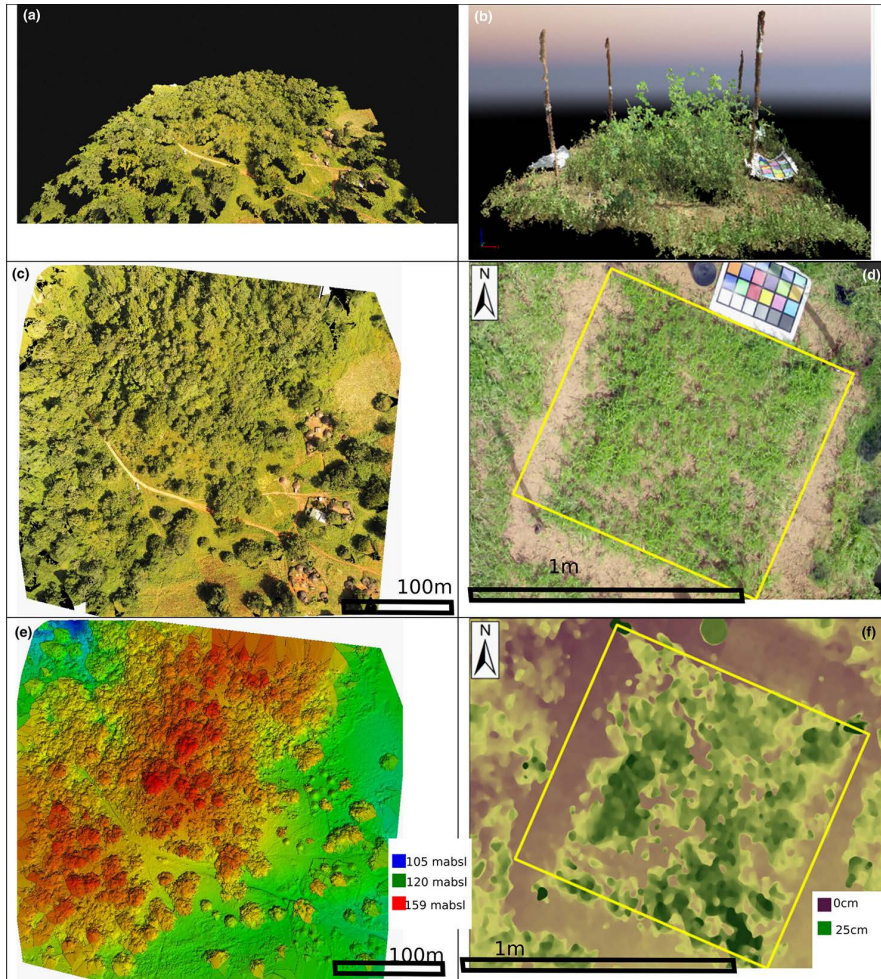 (a)
(b)
(c)
N
(d)
100m
1m
(e)
N
(f)
105 mabsl
120 mabsl
159 mabsl
100m
0cm
25cm
1m